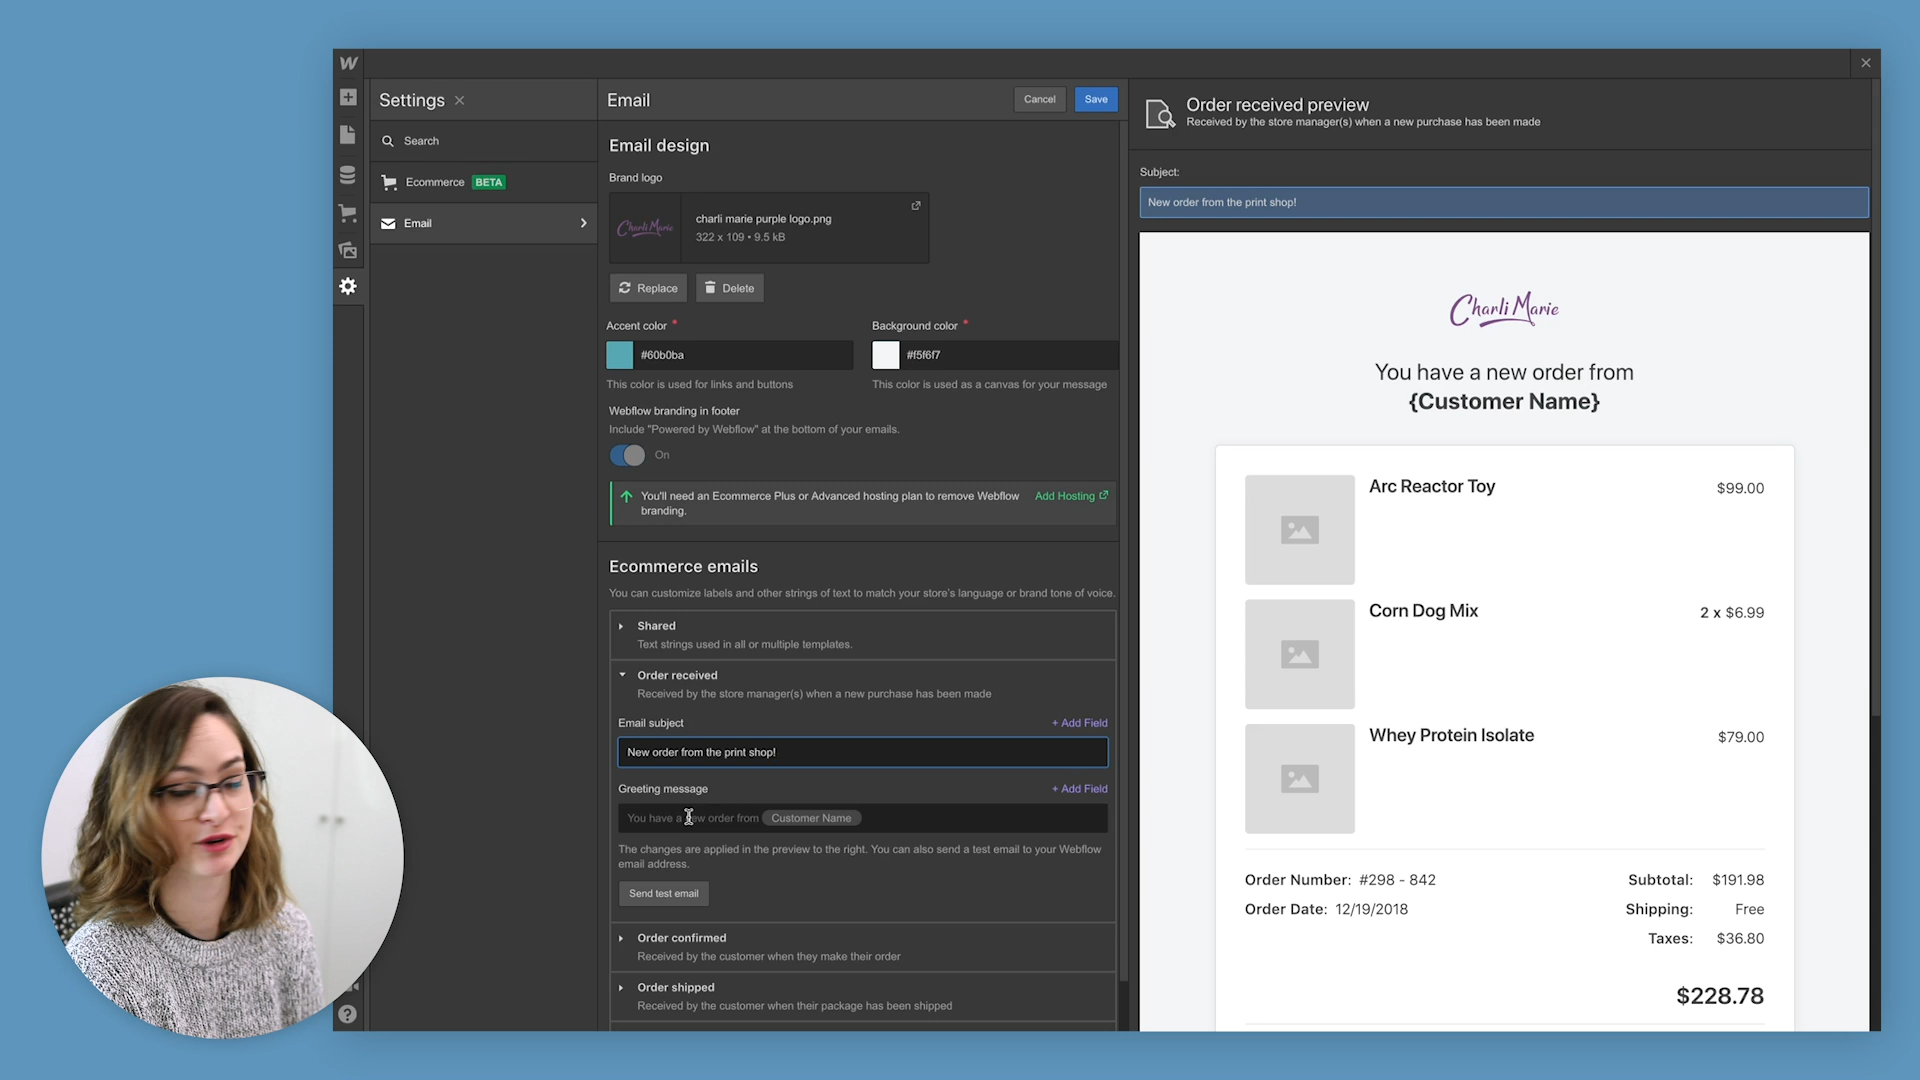 W
Settings
Search
Ecommerce BETA
Email
Email
Cancel
Save
Email design
Brand logo
Charli Marie
charli marie purple logo.png
322 x 109 • 9.5 kB
Replace
Delete
Accent color *
#60b0ba
This color is used for links and buttons
Background color *
#f5f6f7
This color is used as a canvas for your message
Webflow branding in footer
Include "Powered by Webflow" at the bottom of your emails.
On
You'll need an Ecommerce Plus or Advanced hosting plan to remove Webflow
branding.
Add Hosting
Ecommerce emails
You can customize labels and other strings of text to match your store's language or brand tone of voice.
Shared
Text strings used in all or multiple templates.
Order received
Received by the store manager(s) when a new purchase has been made
Email subject
+ Add Field
New order from the print shop!
Greeting message
+ Add Field
You have a new order from Customer Name
The changes are applied in the preview to the right. You can also send a test email to your Webflow
email address.
Send test email
Order confirmed
Received by the customer when they make their order
Order shipped
Received by the customer when their package has been shipped
Order received preview
Received by the store manager(s) when a new purchase has been made
Subject:
New order from the print shop!
Charli Marie
You have a new order from
{Customer Name}
Arc Reactor Toy
$99.00
Corn Dog Mix
2 x $6.99
Whey Protein Isolate
$79.00
Order Number: #298 - 842
Order Date: 12/19/2018
Subtotal: $191.98
Shipping: Free
Taxes: $36.80
$228.78